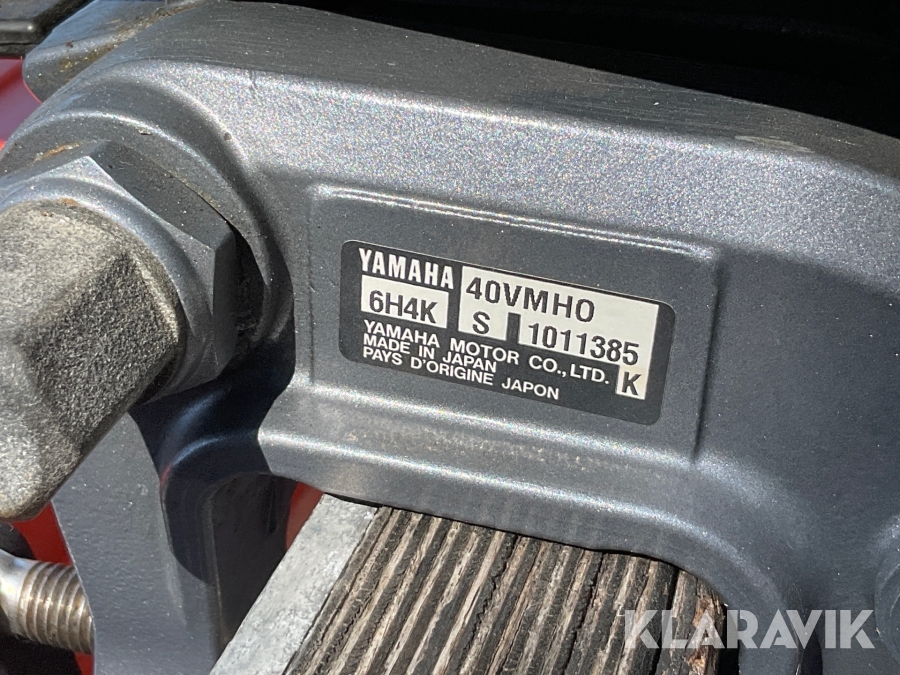 YAMAHA 40VMHO
6H4K S 1011385
YAMAHA MOTOR CO.,LTD. K
MADE IN JAPAN
PAYS D'ORIGINE JAPON
KLARAVIK